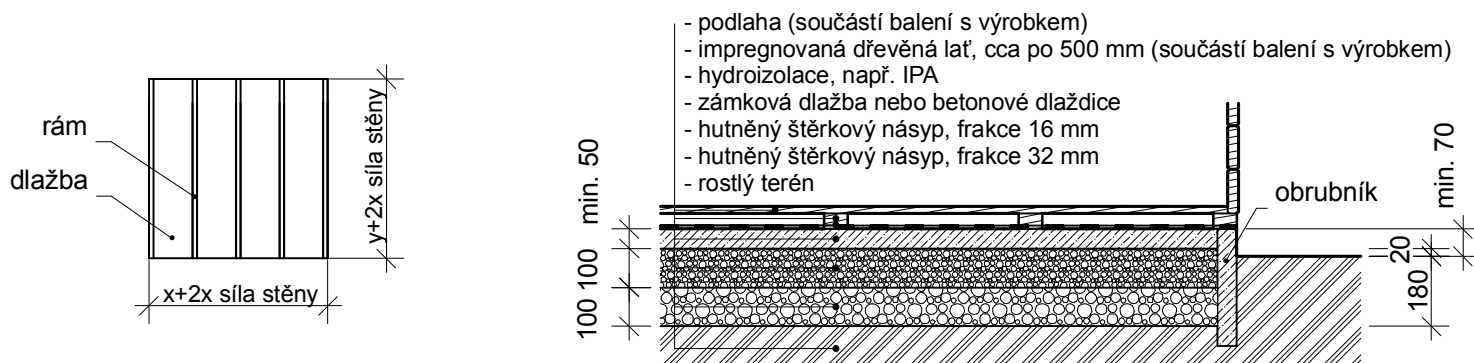 - podlaha (součástí balení s výrobkem)
- impregnovaná dřevěná lať, cca po 500 mm (součástí balení s výrobkem)
- hydroizolace, např. IPA
- zámková dlažba nebo betonové dlaždice
- hutněný štěrkový násyp, frakce 16 mm
- hutněný štěrkový násyp, frakce 32 mm
- rostlý terén
rám
dlažba
y+2x síla stěny
x+2x síla stěny
min. 50
100
100
obrubník
min. 70
20
180